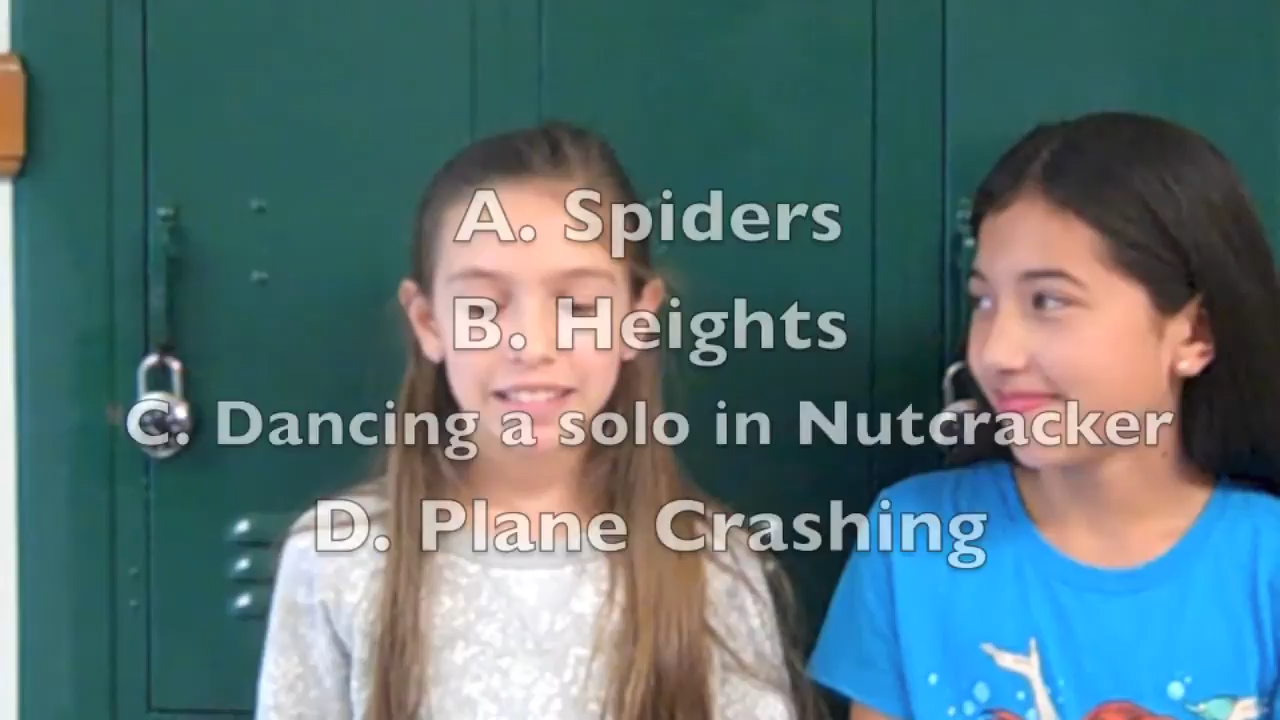 A. Spiders
B. Heights
C. Dancing a solo in Nutcracker
D. Plane Crashing